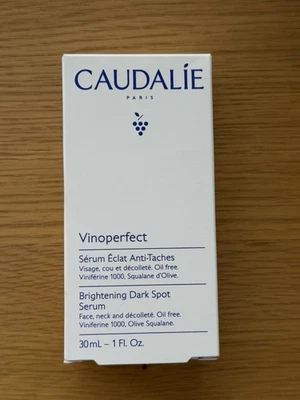 CAUDALÍE
PARIS
Vinoperfect
Sérum Éclat Anti-Taches
Visage, cou et décolleté. Oil free.
Viniférine 1000, Squalane d'Olive.
Brightening Dark Spot
Serum
Face, neck and décolleté. Oil free.
Viniferine 1000, Olive Squalane.
30mL – 1 Fl. Oz.